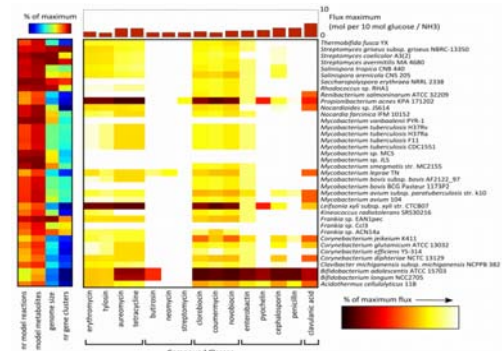 % of maximum
10
0
Flux maximum
(mol per 10 mol glucose / NH3)
Thermobifida fusca YX
Streptomyces griseus subsp. griseus NBRC-13350
Streptomyces coelicolor A3(2)
Streptomyces avermitilis MA 4680
Salinispora tropica CNB 440
Salinispora arenicola CNS 205
Saccharopolyspora erythraea NRRL 2338
Rhodococcus sp. RHA1
Renibacterium salmoninarum ATCC 33209
Propionibacterium acnes KPA 171202
Nocardioides sp. JS614
Nocardia farcinica IFM 10152
Mycobacterium vanbaalenii PYR-1
Mycobacterium tuberculosis H37Rv
Mycobacterium tuberculosis H37Ra
Mycobacterium tuberculosis F11
Mycobacterium tuberculosis CDC1551
Mycobacterium sp. MCS
Mycobacterium sp. JLS
Mycobacterium smegmatis str. MC2155
Mycobacterium leprae TN
Mycobacterium bovis subsp. bovis AF2122_97
Mycobacterium bovis BCG Pasteur 1173P2
Mycobacterium avium subsp. paratuberculosis str. k10
Mycobacterium avium 104
Leifsonia xyli subsp. xyli str. CTCB07
Kineococcus radiotolerans SRS30216
Frankia sp. EAN1pec
Frankia sp. CcI3
Frankia sp. ACN14a
Corynebacterium jeikeium K411
Corynebacterium glutamicum ATCC 13032
Corynebacterium efficiens YS-314
Corynebacterium diphtheriae NCTC 13129
Clavibacter michiganensis subsp. michiganensis NCPPB 382
Bifidobacterium adolescentis ATCC 15703
Bifidobacterium longum NCC2705
Acidothermus cellulolyticus 11B
nr model reactions
nr model metabolites
genome size
nr gene clusters
erythromycin
tylosin
aureomycin
tetracycline
butirosin
neomycin
streptomycin
clorobiocin
coumermycin
novobiocin
enterobactin
pyochelin
cephalosporin
penicillin
clavulanic acid
% of maximum flux